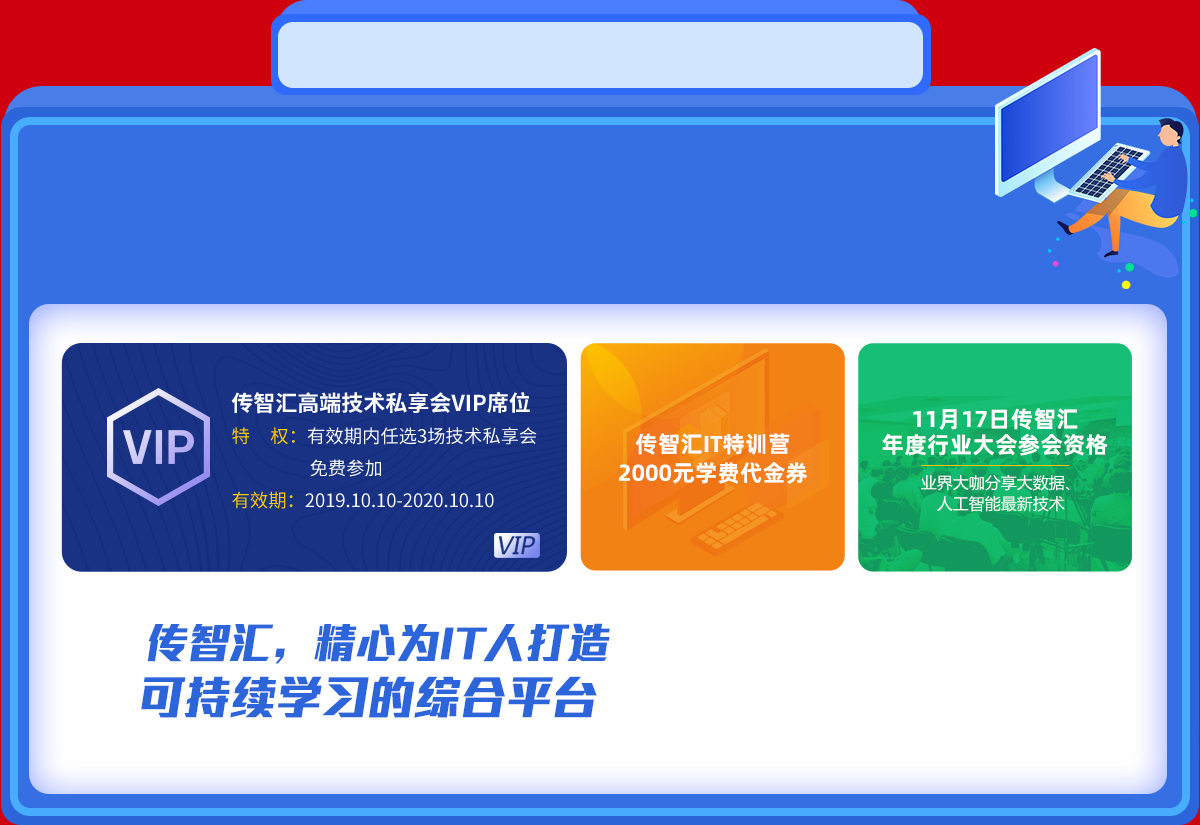 VIP
传智汇高端技术私享会VIP席位
特 权：有效期内任选3场技术私享会
免费参加
有效期：2019.10.10-2020.10.10
VIP
传智汇IT特训营
2000元学费代金券
11月17日传智汇
年度行业大会参会资格
业界大咖分享大数据、
人工智能最新技术
传智汇，精心为IT人打造
可持续学习的综合平台